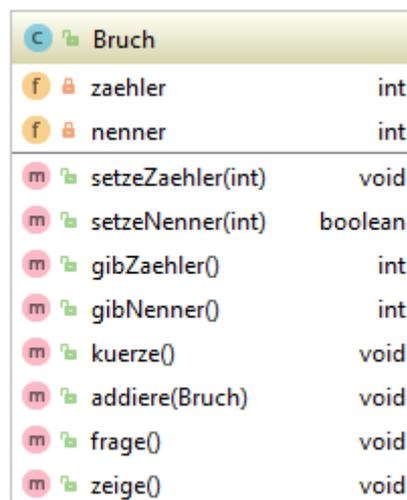 C Bruch
f zaehler int
f nenner int
m setzeZaehler(int) void
m setzeNenner(int) boolean
m gibZaehler() int
m gibNenner() int
m kuerze() void
m addiere(Bruch) void
m frage() void
m zeige() void